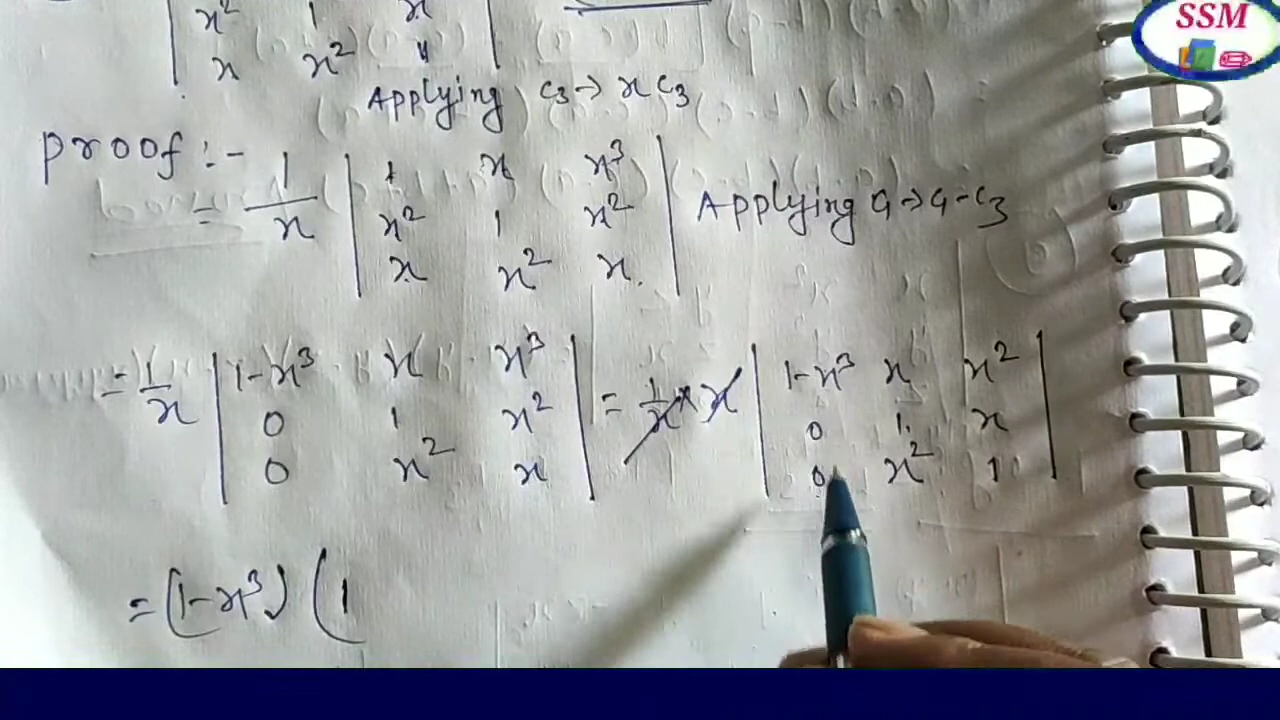 SSM
x² 1 x
x x² 1
Applying C₃→ x C₃
Proof :-
= 1/x | 1 x x³ | Applying C₁→C₁-C₃
| x² 1 x² |
| x x² x |
= 1/x | 1-x³ x x³ | = 1/x × x | 1-x³ x x² |
| 0 1 x² | | 0 1 x |
| 0 x² x | | 0 x² 1 |
= (1-x³) (1